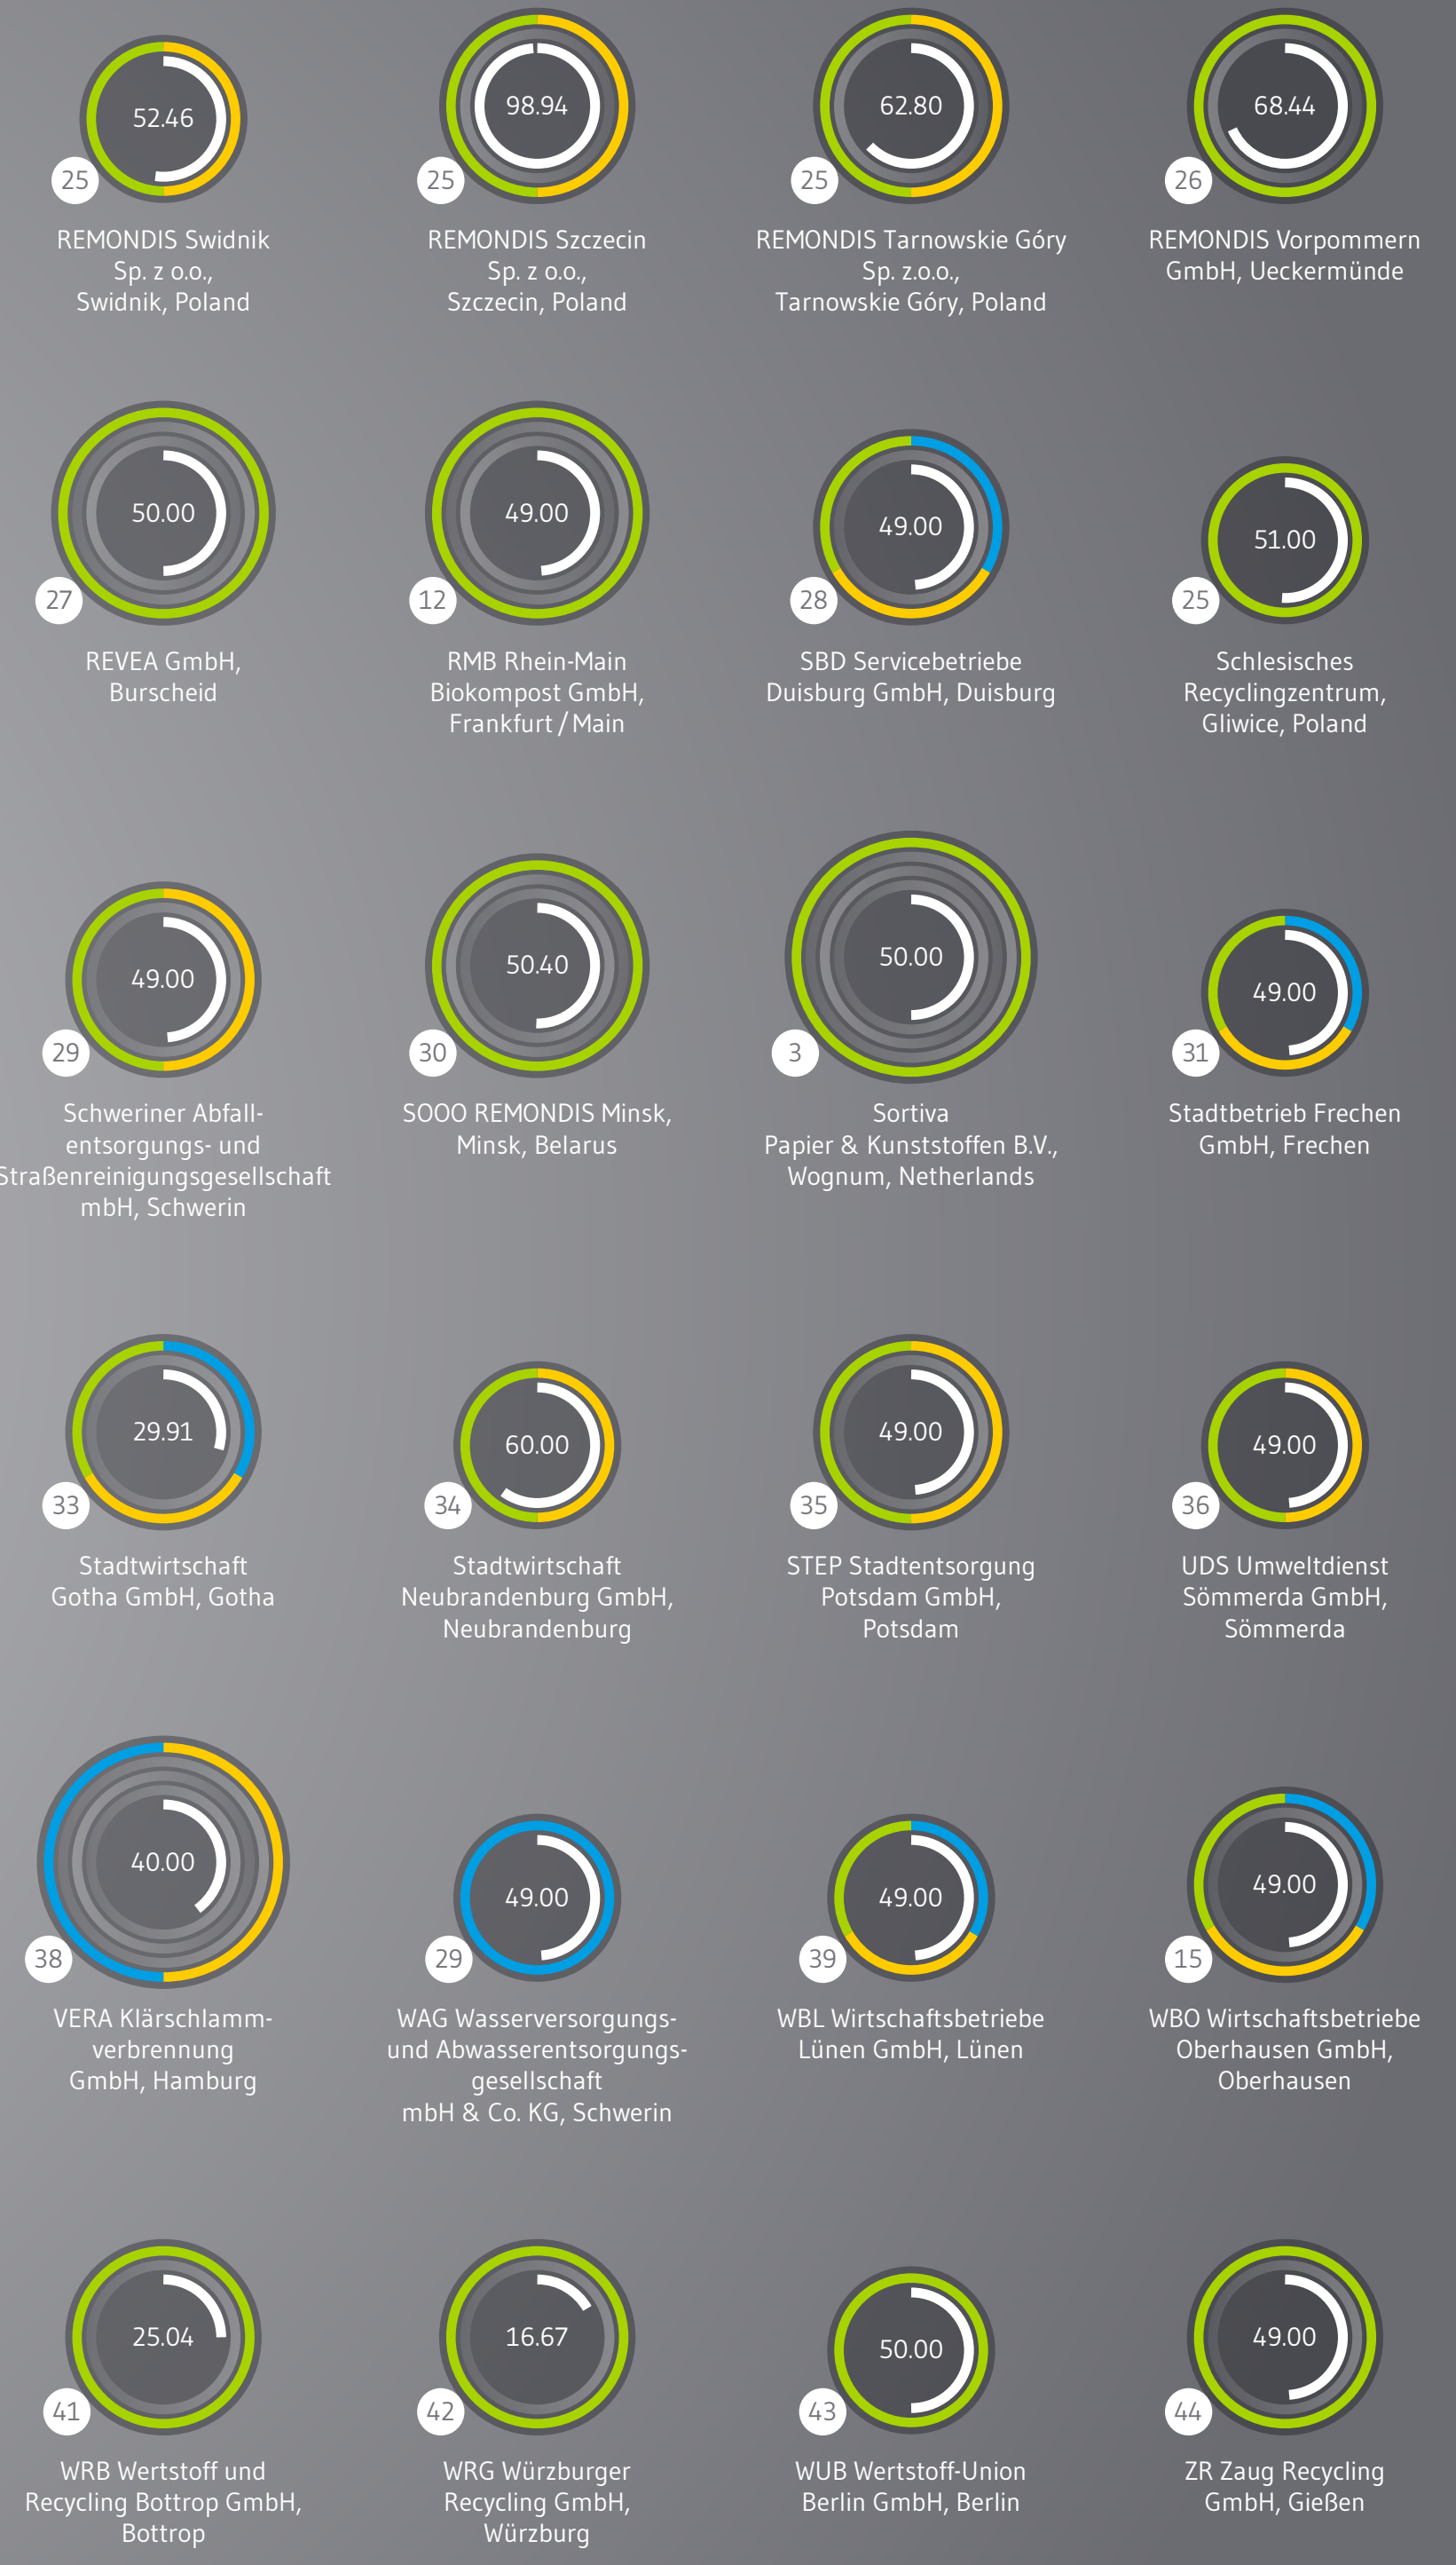 52.46
25
REMONDIS Swidnik
Sp. z o.o.,
Swidnik, Poland
98.94
25
REMONDIS Szczecin
Sp. z o.o.,
Szczecin, Poland
62.80
25
REMONDIS Tarnowskie Góry
Sp. z.o.o.,
Tarnowskie Góry, Poland
68.44
26
REMONDIS Vorpommern
GmbH, Ueckermünde
50.00
27
REVEA GmbH,
Burscheid
49.00
12
RMB Rhein-Main
Biokompost GmbH,
Frankfurt / Main
49.00
28
SBD Servicebetriebe
Duisburg GmbH, Duisburg
51.00
25
Schlesisches
Recyclingzentrum,
Gliwice, Poland
49.00
29
Schweriner Abfall-
entsorgungs- und
Straßenreinigungsgesellschaft
mbH, Schwerin
50.40
30
SOOO REMONDIS Minsk,
Minsk, Belarus
50.00
3
Sortiva
Papier & Kunststoffen B.V.,
Wognum, Netherlands
49.00
31
Stadtbetrieb Frechen
GmbH, Frechen
29.91
33
Stadtwirtschaft
Gotha GmbH, Gotha
60.00
34
Stadtwirtschaft
Neubrandenburg GmbH,
Neubrandenburg
49.00
35
STEP Stadtentsorgung
Potsdam GmbH,
Potsdam
49.00
36
UDS Umweltdienst
Sömmerda GmbH,
Sömmerda
40.00
38
VERA Klärschlamm-
verbrennung
GmbH, Hamburg
49.00
29
WAG Wasserversorgungs-
und Abwasserentsorgungs-
gesellschaft
mbH & Co. KG, Schwerin
49.00
39
WBL Wirtschaftsbetriebe
Lünen GmbH, Lünen
49.00
15
WBO Wirtschaftsbetriebe
Oberhausen GmbH,
Oberhausen
25.04
41
WRB Wertstoff und
Recycling Bottrop GmbH,
Bottrop
16.67
42
WRG Würzburger
Recycling GmbH,
Würzburg
50.00
43
WUB Wertstoff-Union
Berlin GmbH, Berlin
49.00
44
ZR Zaug Recycling
GmbH, Gießen